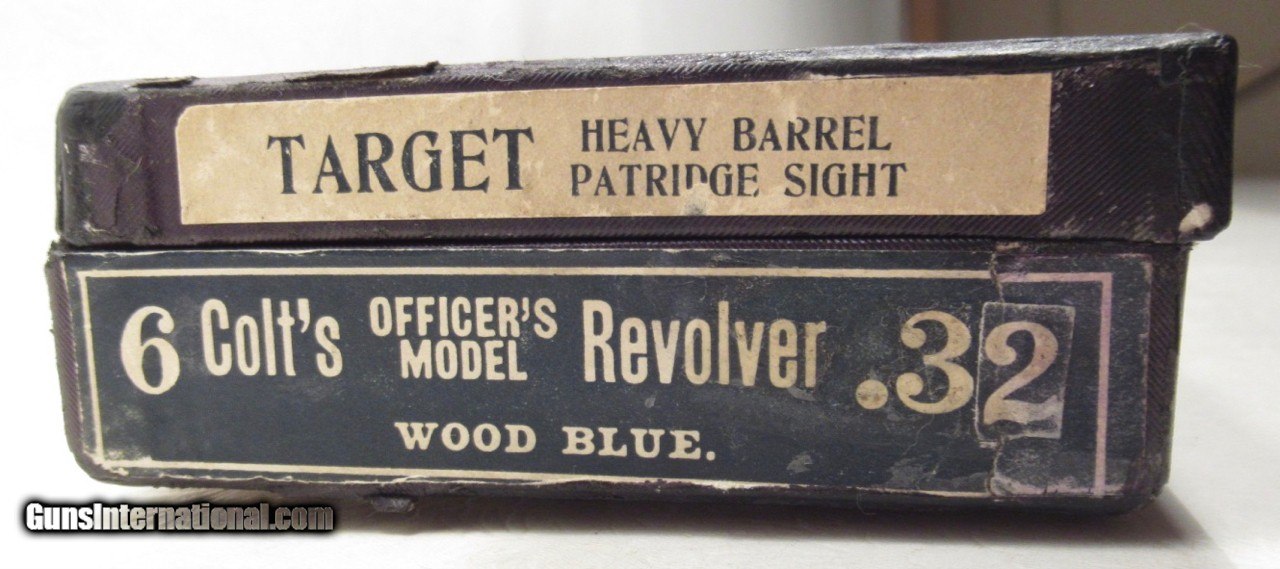 TARGET HEAVY BARREL
PATRIDGE SIGHT
6 Colt's OFFICER'S MODEL Revolver .32
WOOD BLUE.
GunsInternational.com